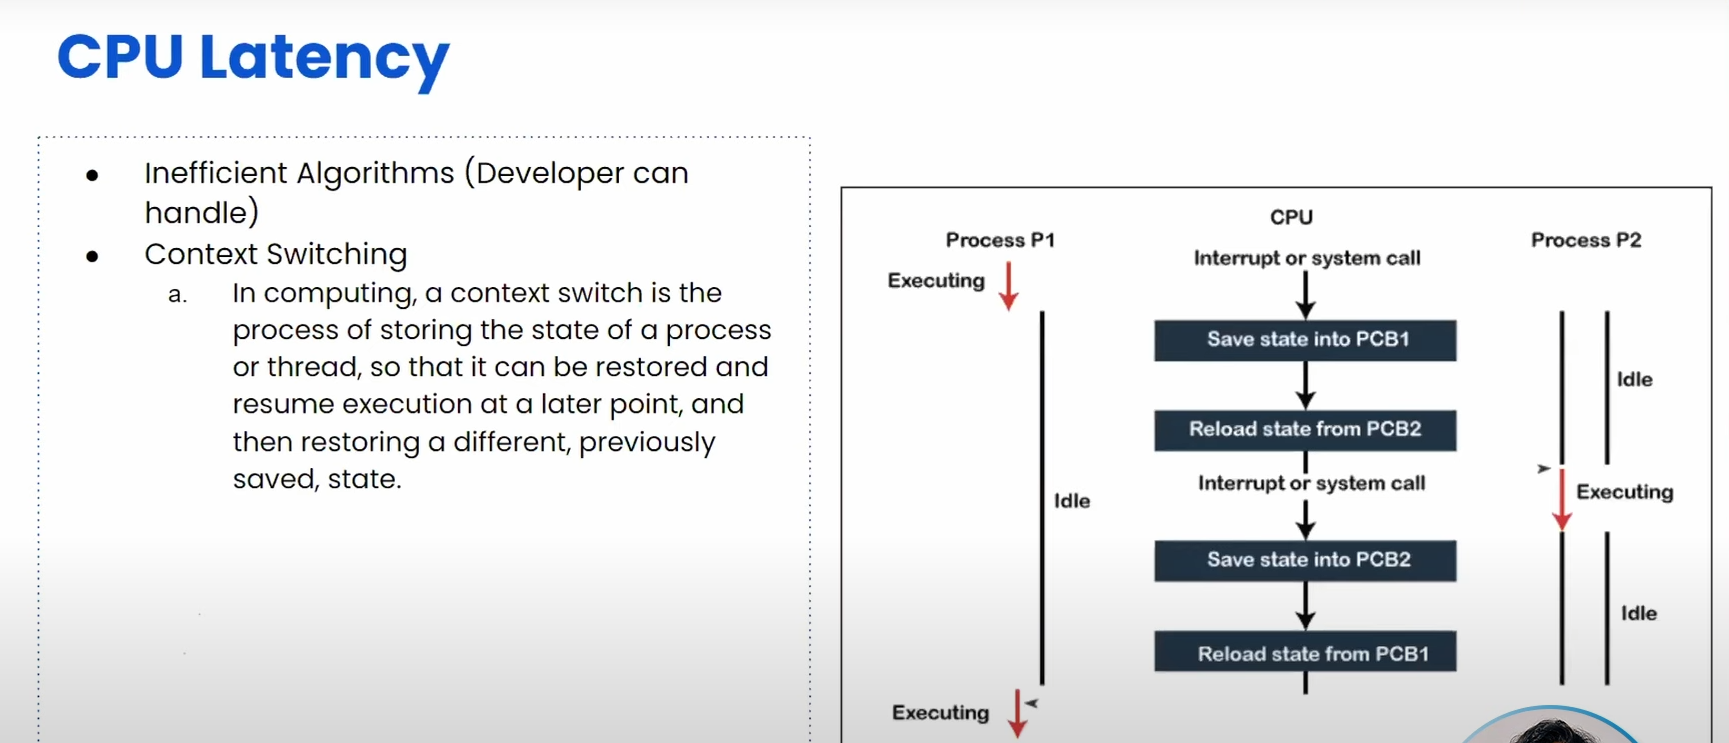 CPU Latency
● Inefficient Algorithms (Developer can
handle)
● Context Switching
a. In computing, a context switch is the
process of storing the state of a process
or thread, so that it can be restored and
resume execution at a later point, and
then restoring a different, previously
saved, state.
CPU
Process P1
Process P2
Interrupt or system call
Executing
Save state into PCB1
Idle
Reload state from PCB2
Interrupt or system call
Executing
Idle
Save state into PCB2
Idle
Reload state from PCB1
Executing